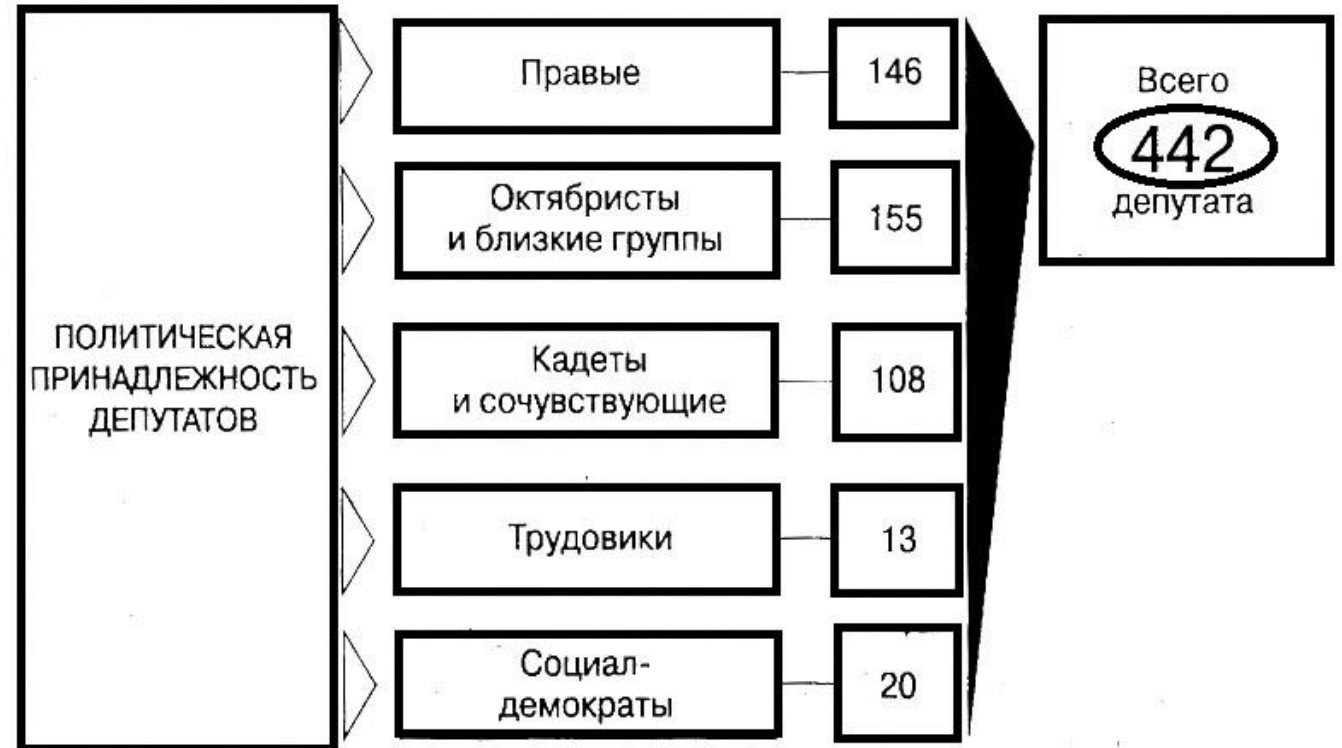 ПОЛИТИЧЕСКАЯ
ПРИНАДЛЕЖНОСТЬ
ДЕПУТАТОВ
Правые
146
Октябристы
и близкие группы
155
Кадеты
и сочувствующие
108
Трудовики
13
Социал-
демократы
20
Всего
442
депутата